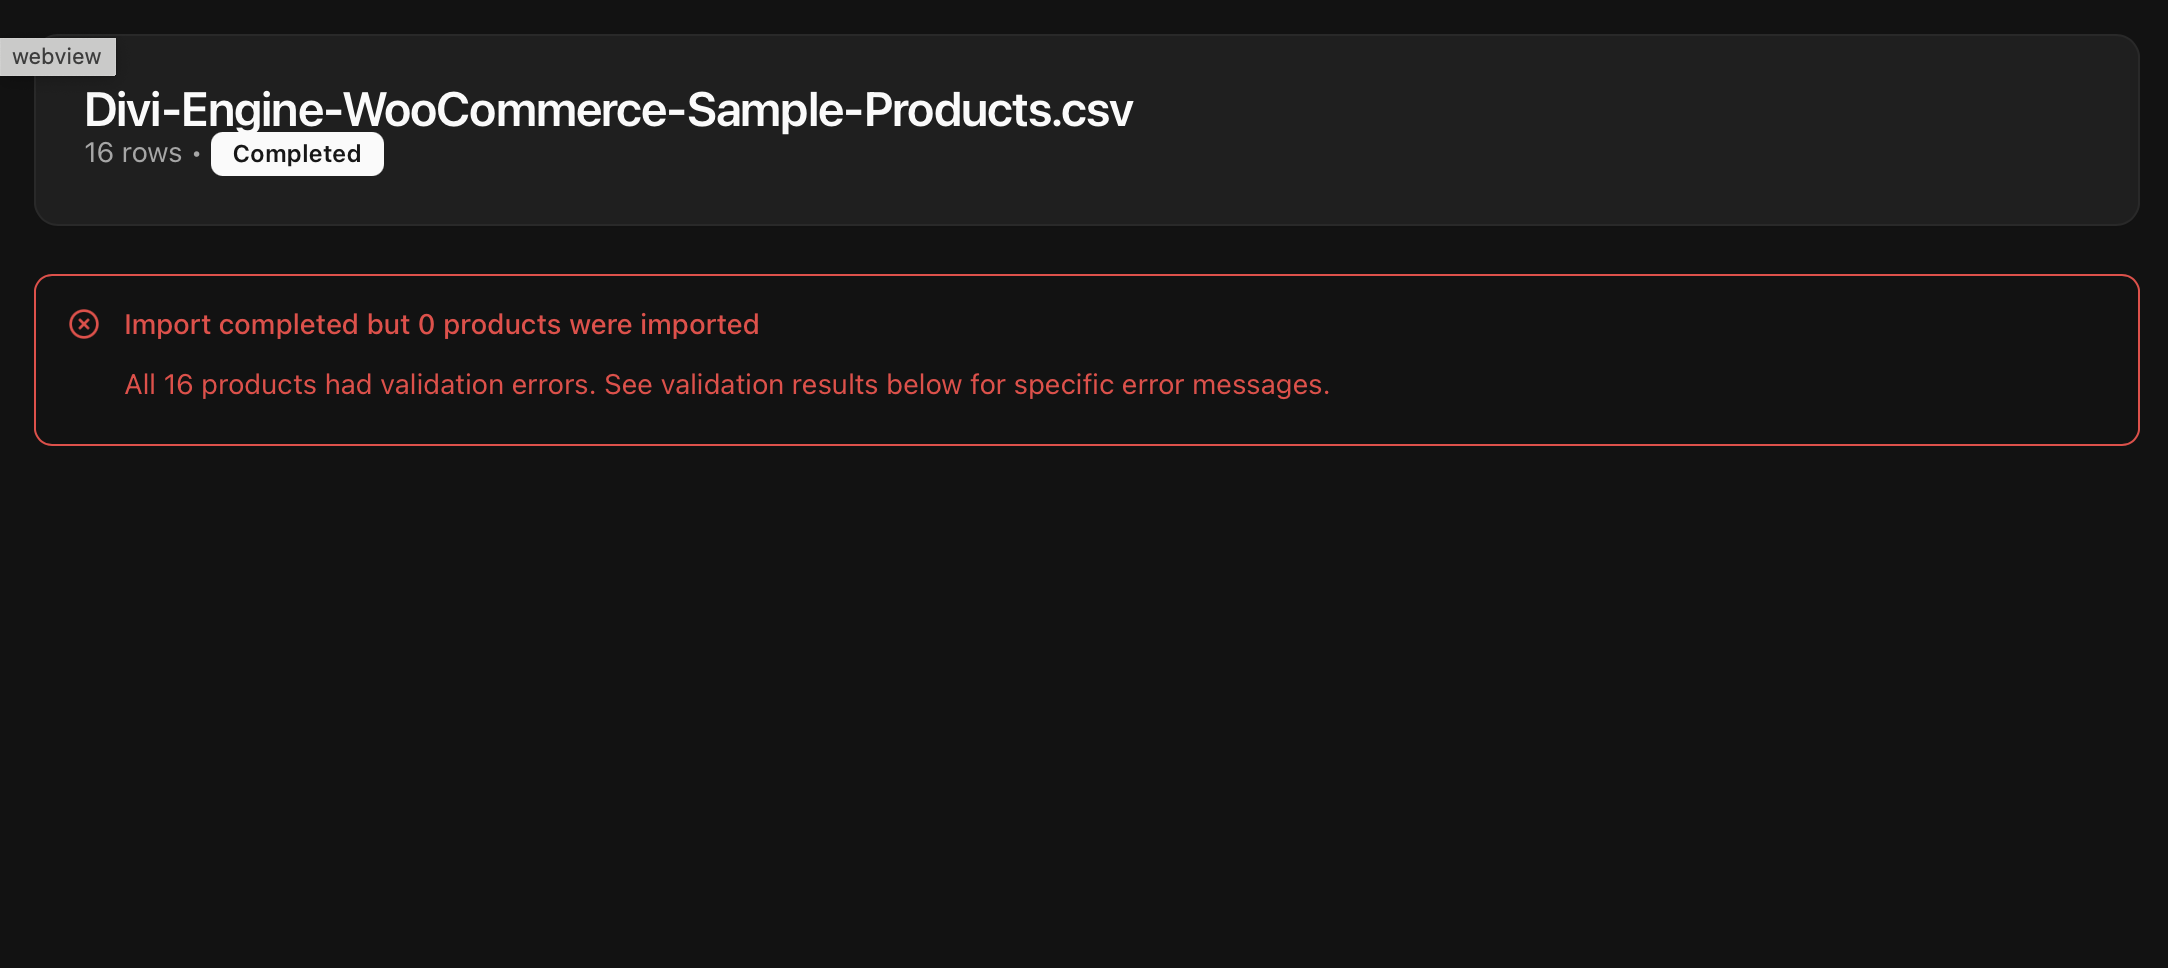 webview
Divi-Engine-WooCommerce-Sample-Products.csv
16 rows • Completed
Import completed but 0 products were imported
All 16 products had validation errors. See validation results below for specific error messages.